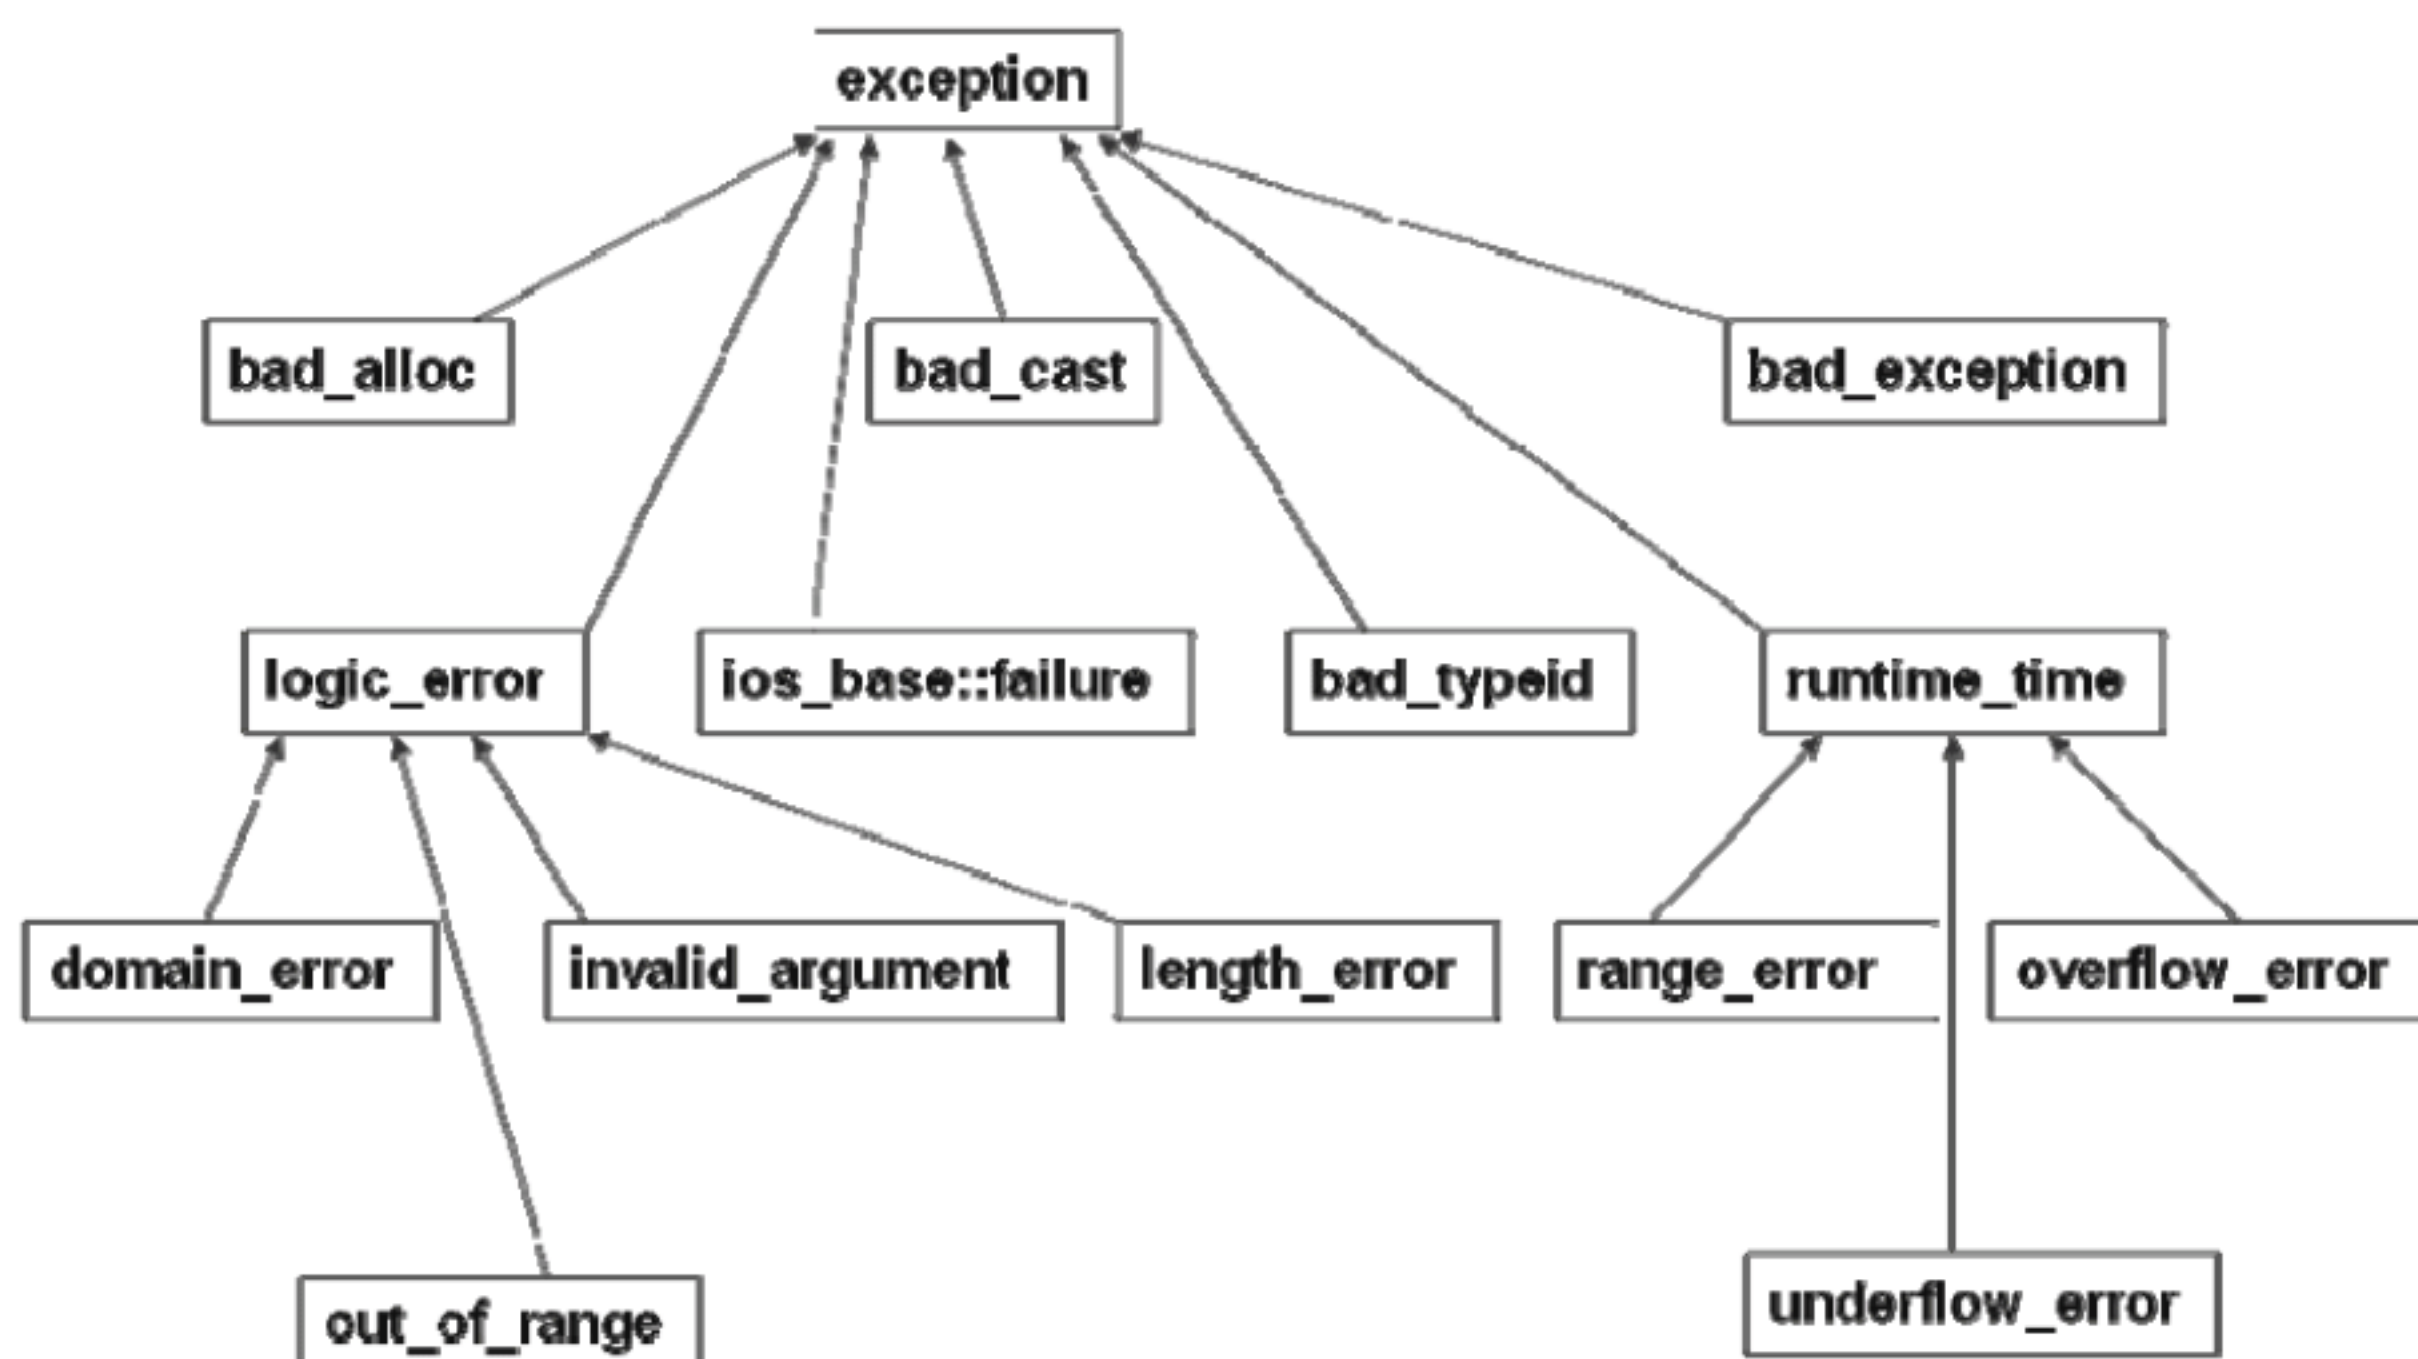 exception
bad_alloc
bad_cast
bad_exception
logic_error
ios_base::failure
bad_typeid
runtime_time
domain_error
invalid_argument
length_error
range_error
overflow_error
out_of_range
underflow_error